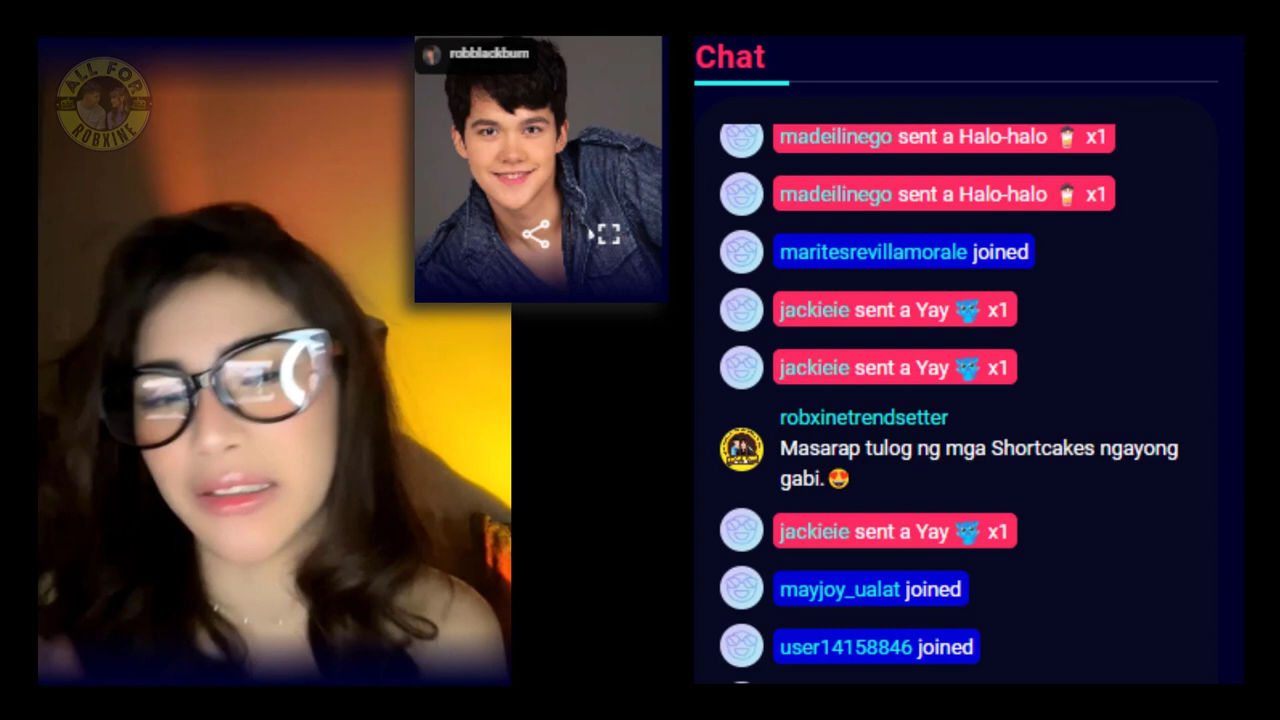 ALL FOR
ROBXINE
robblackburn
Chat
madeilinego sent a Halo-halo x1
madeilinego sent a Halo-halo x1
maritesrevillamorale joined
jackieie sent a Yay x1
jackieie sent a Yay x1
robxinetrendsetter
Masarap tulog ng mga Shortcakes ngayong
gabi. 🤩
jackieie sent a Yay x1
mayjoy_ualat joined
user14158846 joined